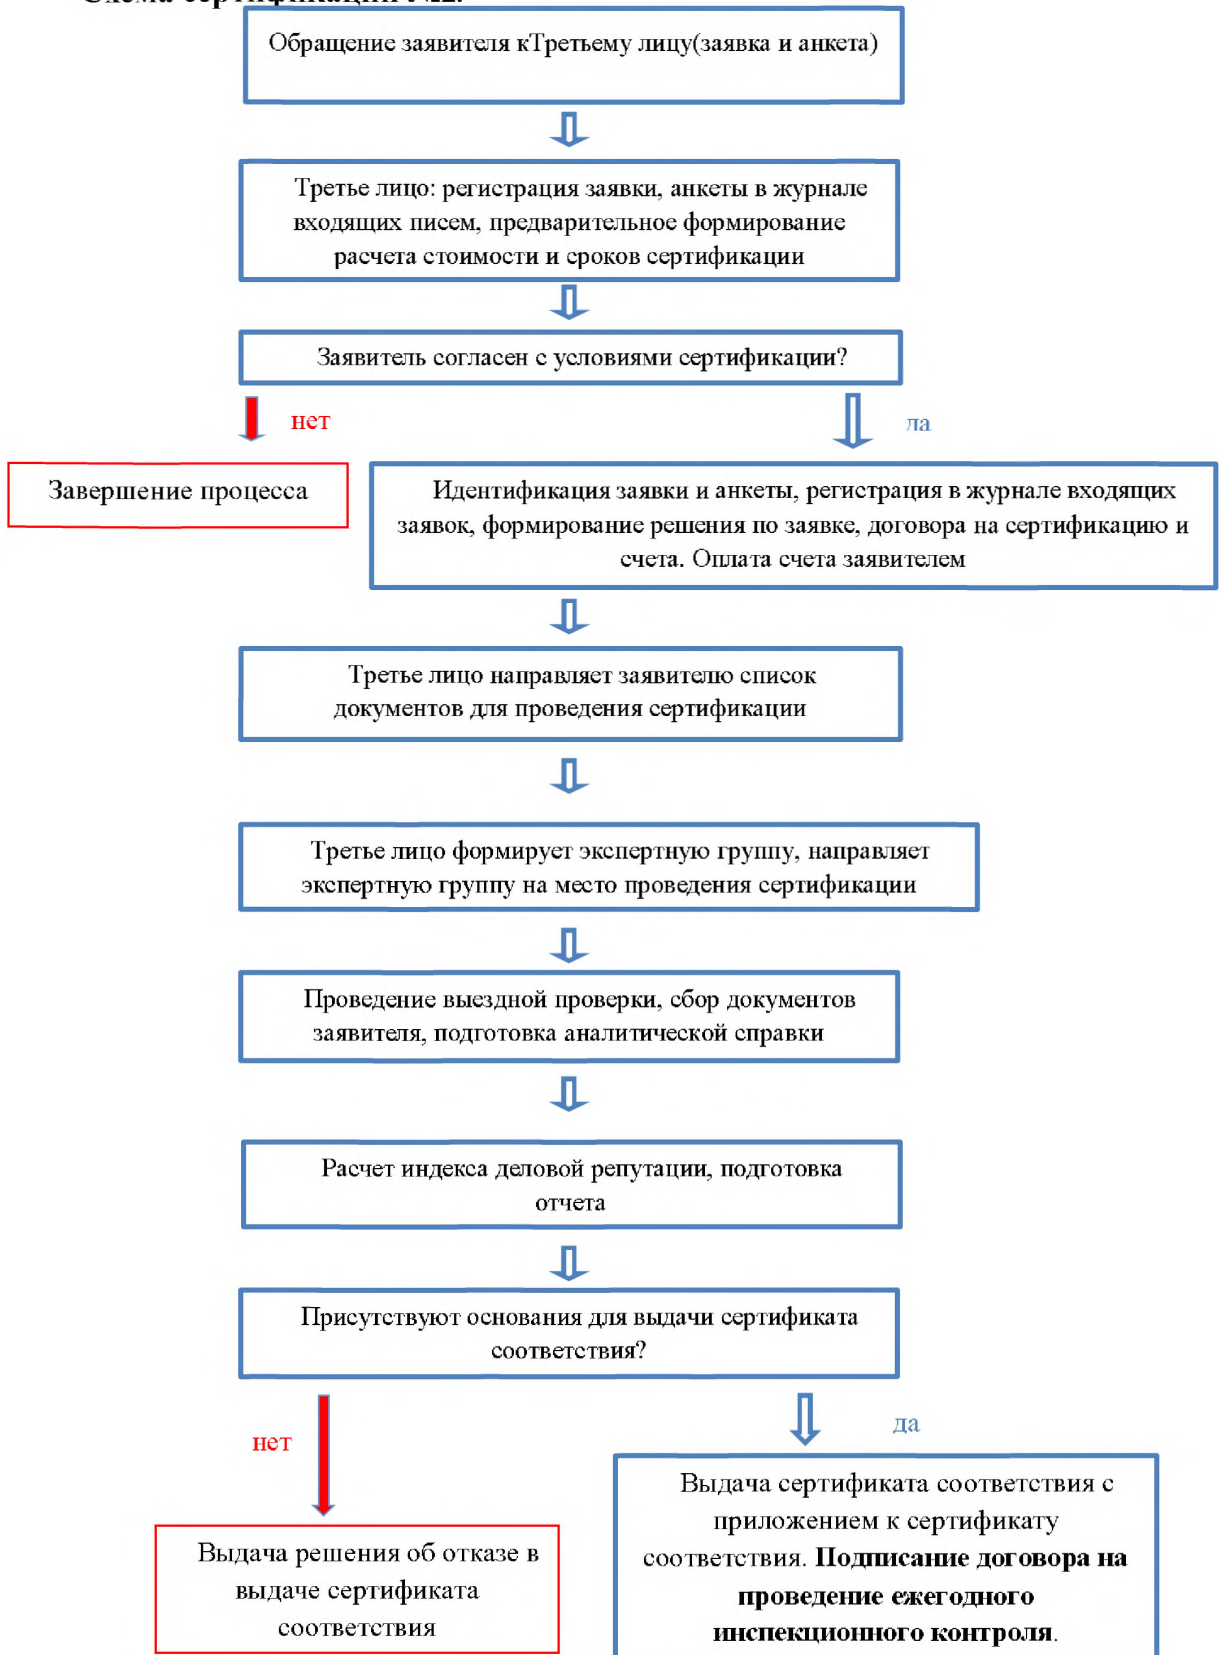 Схема сертификации №2.
Обращение заявителя кТретьему лицу(заявка и анкета)
Третье лицо: регистрация заявки, анкеты в журнале
входящих писем, предварительное формирование
расчета стоимости и сроков сертификации
Заявитель согласен с условиями сертификации?
нет
да
Завершение процесса
Идентификация заявки и анкеты, регистрация в журнале входящих
заявок, формирование решения по заявке, договора на сертификацию и
счета. Оплата счета заявителем
Третье лицо направляет заявителю список
документов для проведения сертификации
Третье лицо формирует экспертную группу, направляет
экспертную группу на место проведения сертификации
Проведение выездной проверки, сбор документов
заявителя, подготовка аналитической справки
Расчет индекса деловой репутации, подготовка
отчета
Присутствуют основания для выдачи сертификата
соответствия?
нет
да
Выдача решения об отказе в
выдаче сертификата
соответствия
Выдача сертификата соответствия с
приложением к сертификату
соответствия. Подписание договора на
проведение ежегодного
инспекционного контроля.